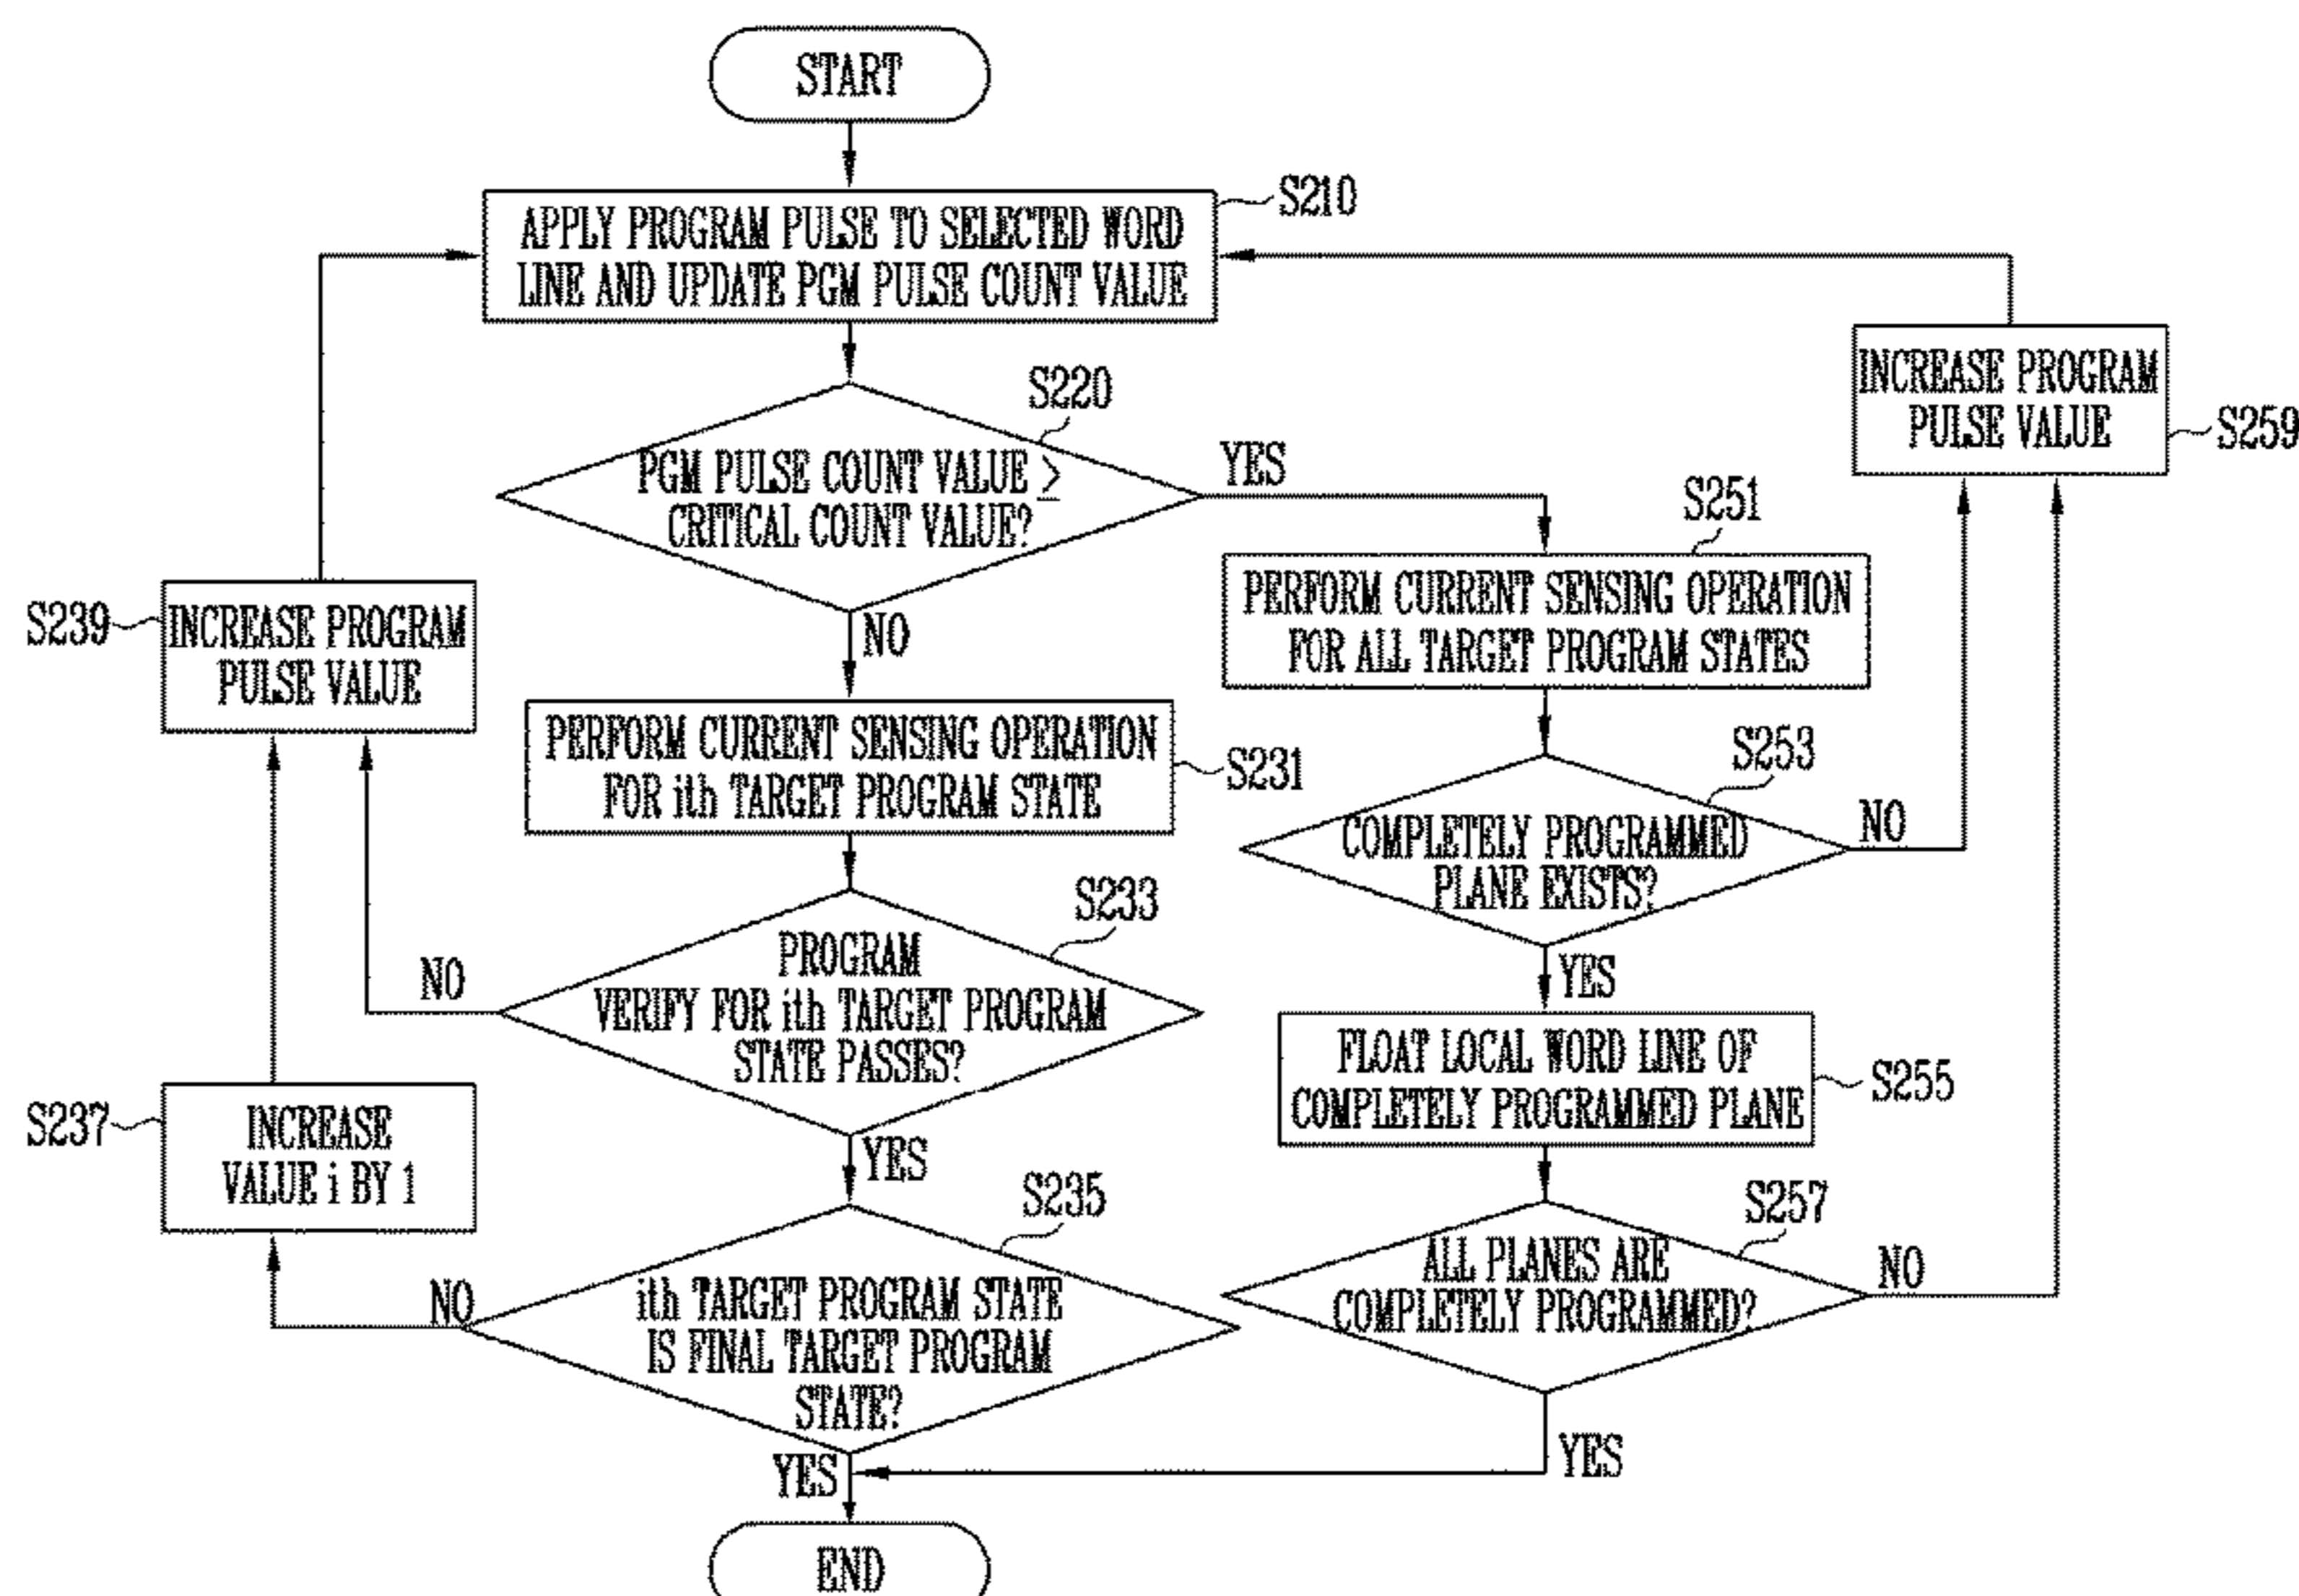 START
S210
APPLY PROGRAM PULSE TO SELECTED WORD
LINE AND UPDATE PGM PULSE COUNT VALUE
S220
PGM PULSE COUNT VALUE ≥
CRITICAL COUNT VALUE?
YES
NO
INCREASE PROGRAM
PULSE VALUE
S259
S251
PERFORM CURRENT SENSING OPERATION
FOR ALL TARGET PROGRAM STATES
S239
INCREASE PROGRAM
PULSE VALUE
PERFORM CURRENT SENSING OPERATION
FOR ith TARGET PROGRAM STATE
S231
S253
COMPLETELY PROGRAMMED
PLANE EXISTS?
NO
YES
S233
PROGRAM
VERIFY FOR ith TARGET PROGRAM
STATE PASSES?
NO
YES
FLOAT LOCAL WORD LINE OF
COMPLETELY PROGRAMMED PLANE
S255
S237
INCREASE
VALUE i BY 1
S235
ith TARGET PROGRAM STATE
IS FINAL TARGET PROGRAM
STATE?
NO
YES
S257
ALL PLANES ARE
COMPLETELY PROGRAMMED?
NO
YES
END